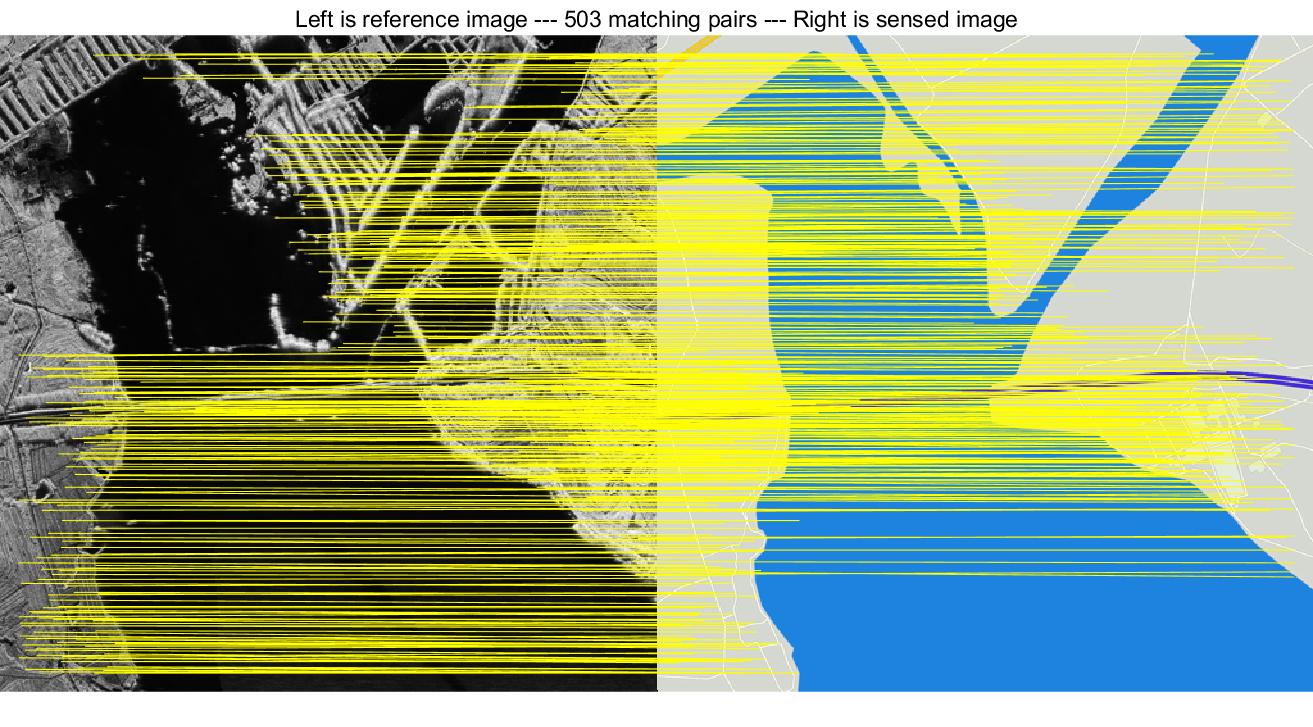 Left is reference image --- 503 matching pairs --- Right is sensed image